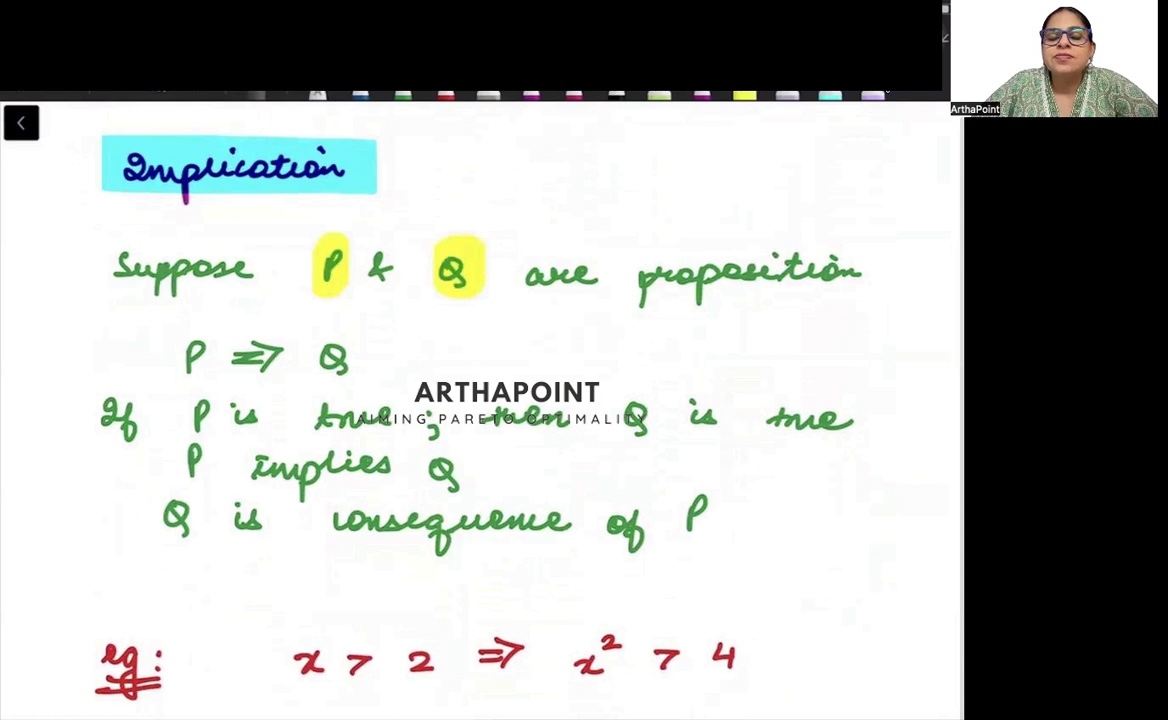 ArthaPoint
Implication
Suppose P & Q are proposition
P ⇒ Q
ARTHAPOINT
AIMING PARETO OPTIMALITY
If P is true; then Q is true
P implies Q
Q is consequence of P
eg: x > 2 ⇒ x² > 4